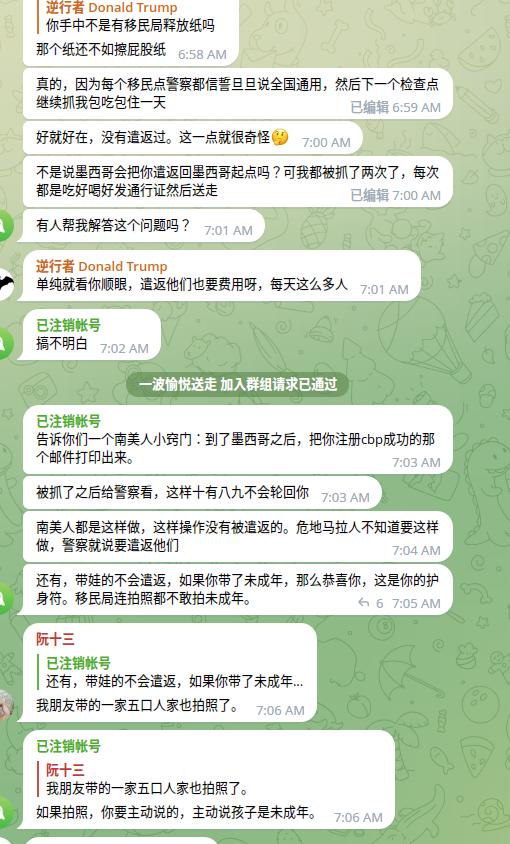 逆行者 Donald Trump
你手中不是有移民局释放纸吗
那个纸还不如擦屁股纸 6:58 AM
真的，因为每个移民点警察都信誓旦旦说全国通用，然后下一个检查点
继续抓我包吃包住一天 已编辑 6:59 AM
好就好在，没有遣返过。这一点就很奇怪🤔 7:00 AM
不是说墨西哥会把你遣返回墨西哥起点吗？可我都被抓了两次了，每次
都是吃好喝好发通行证然后送走 已编辑 7:00 AM
有人帮我解答这个问题吗？ 7:01 AM
逆行者 Donald Trump
单纯就看你顺眼，遣返他们也要费用呀，每天这么多人 7:01 AM
已注销帐号
搞不明白 7:02 AM
一波愉悦送走 加入群组请求已通过
已注销帐号
告诉你们一个南美人小窍门：到了墨西哥之后，把你注册cbp成功的那
个邮件打印出来。 7:03 AM
被抓了之后给警察看，这样十有八九不会轮回你 7:03 AM
南美人都是这样做，这样操作没有被遣返的。危地马拉人不知道要这样
做，警察就说要遣返他们 7:04 AM
还有，带娃的不会遣返，如果你带了未成年，那么恭喜你，这是你的护
身符。移民局连拍照都不敢拍未成年。 6 7:05 AM
阮十三
已注销帐号
还有，带娃的不会遣返，如果你带了未成年...
我朋友带的一家五口人家也拍照了。 7:06 AM
已注销帐号
阮十三
我朋友带的一家五口人家也拍照了。
如果拍照，你要主动说的，主动说孩子是未成年。 7:06 AM